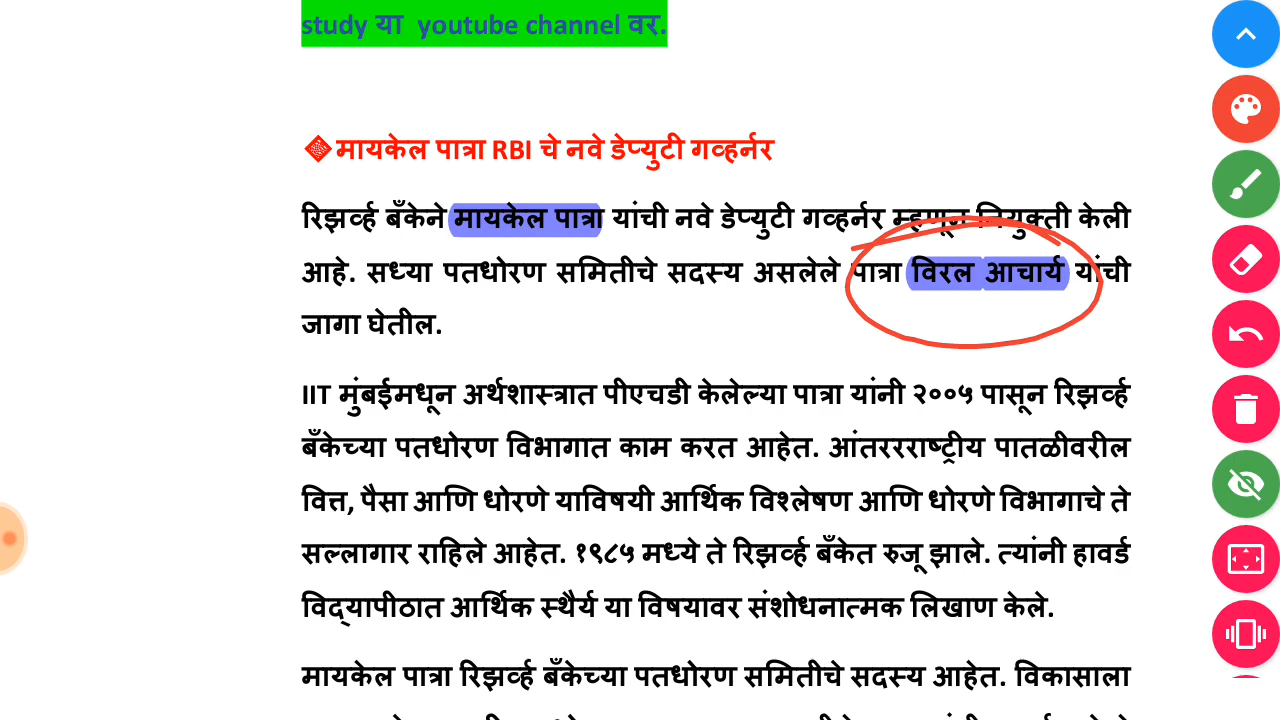 study या youtube channel वर.
मायकेल पात्रा RBI चे नवे डेप्युटी गव्हर्नर
रिझर्व्ह बँकेने मायकेल पात्रा यांची नवे डेप्युटी गव्हर्नर म्हणून नियुक्ती केली
आहे. सध्या पतधोरण समितीचे सदस्य असलेले पात्रा विरल आचार्य यांची
जागा घेतील.
IIT मुंबईमधून अर्थशास्त्रात पीएचडी केलेल्या पात्रा यांनी २००५ पासून रिझर्व्ह
बँकेच्या पतधोरण विभागात काम करत आहेत. आंतररराष्ट्रीय पातळीवरील
वित्त, पैसा आणि धोरणे याविषयी आर्थिक विश्लेषण आणि धोरणे विभागाचे ते
सल्लागार राहिले आहेत. १९८५ मध्ये ते रिझर्व्ह बँकेत रुजू झाले. त्यांनी हावर्ड
विद्यापीठात आर्थिक स्थैर्य या विषयावर संशोधनात्मक लिखाण केले.
मायकेल पात्रा रिझर्व्ह बँकेच्या पतधोरण समितीचे सदस्य आहेत. विकासाला